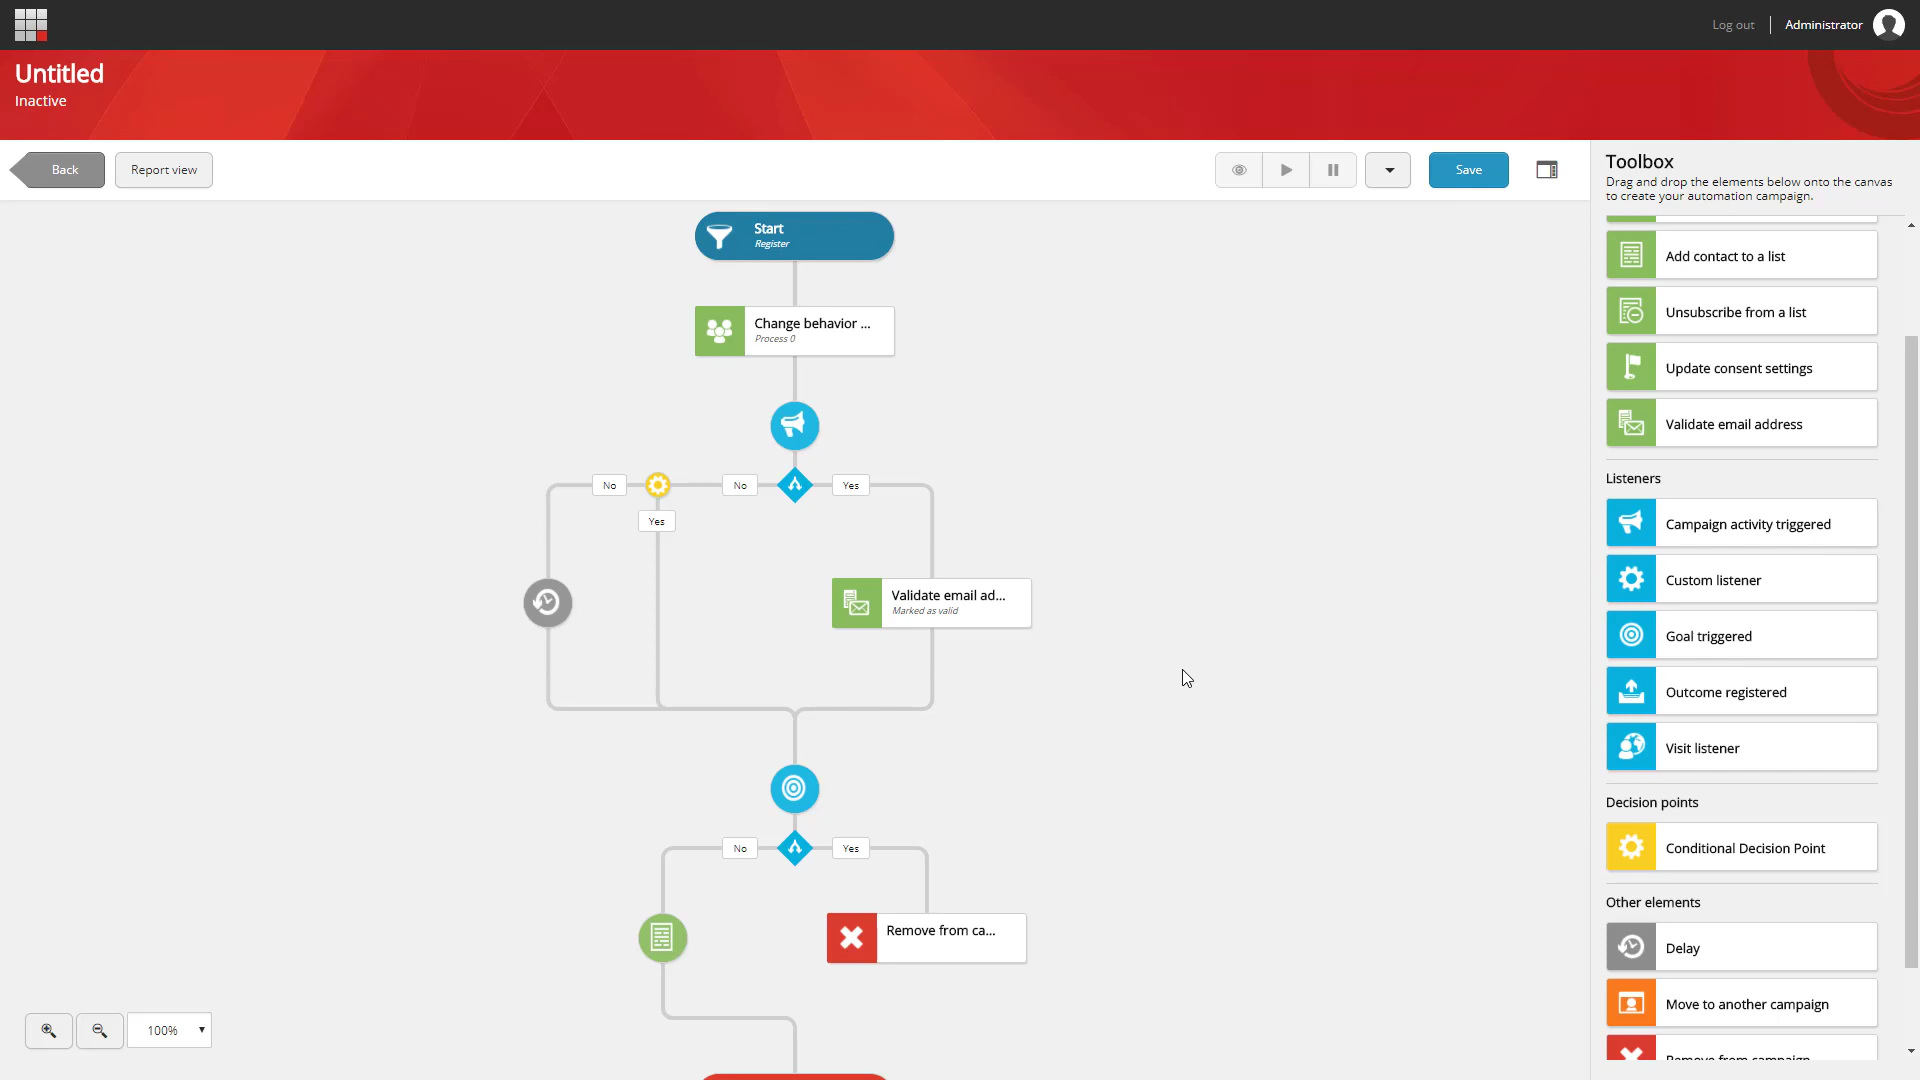 Log out
Administrator
Untitled
Inactive
Back
Report view
Save
Toolbox
Drag and drop the elements below onto the canvas
to create your automation campaign.
Start
Register
Change behavior ...
Process 0
No
No
Yes
Yes
Validate email ad...
Marked as valid
No
Yes
Remove from ca...
100%
Add contact to a list
Unsubscribe from a list
Update consent settings
Validate email address
Listeners
Campaign activity triggered
Custom listener
Goal triggered
Outcome registered
Visit listener
Decision points
Conditional Decision Point
Other elements
Delay
Move to another campaign
Remove from campaign